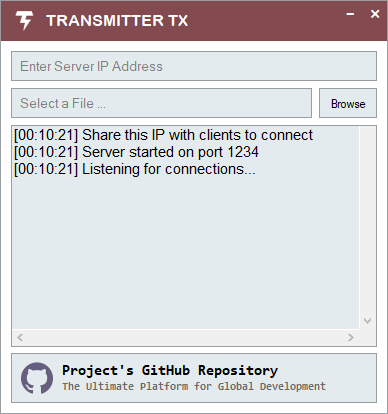 TRANSMITTER TX
Enter Server IP Address
Select a File ...
Browse
[00:10:21] Share this IP with clients to connect
[00:10:21] Server started on port 1234
[00:10:21] Listening for connections...
Project's GitHub Repository
The Ultimate Platform for Global Development